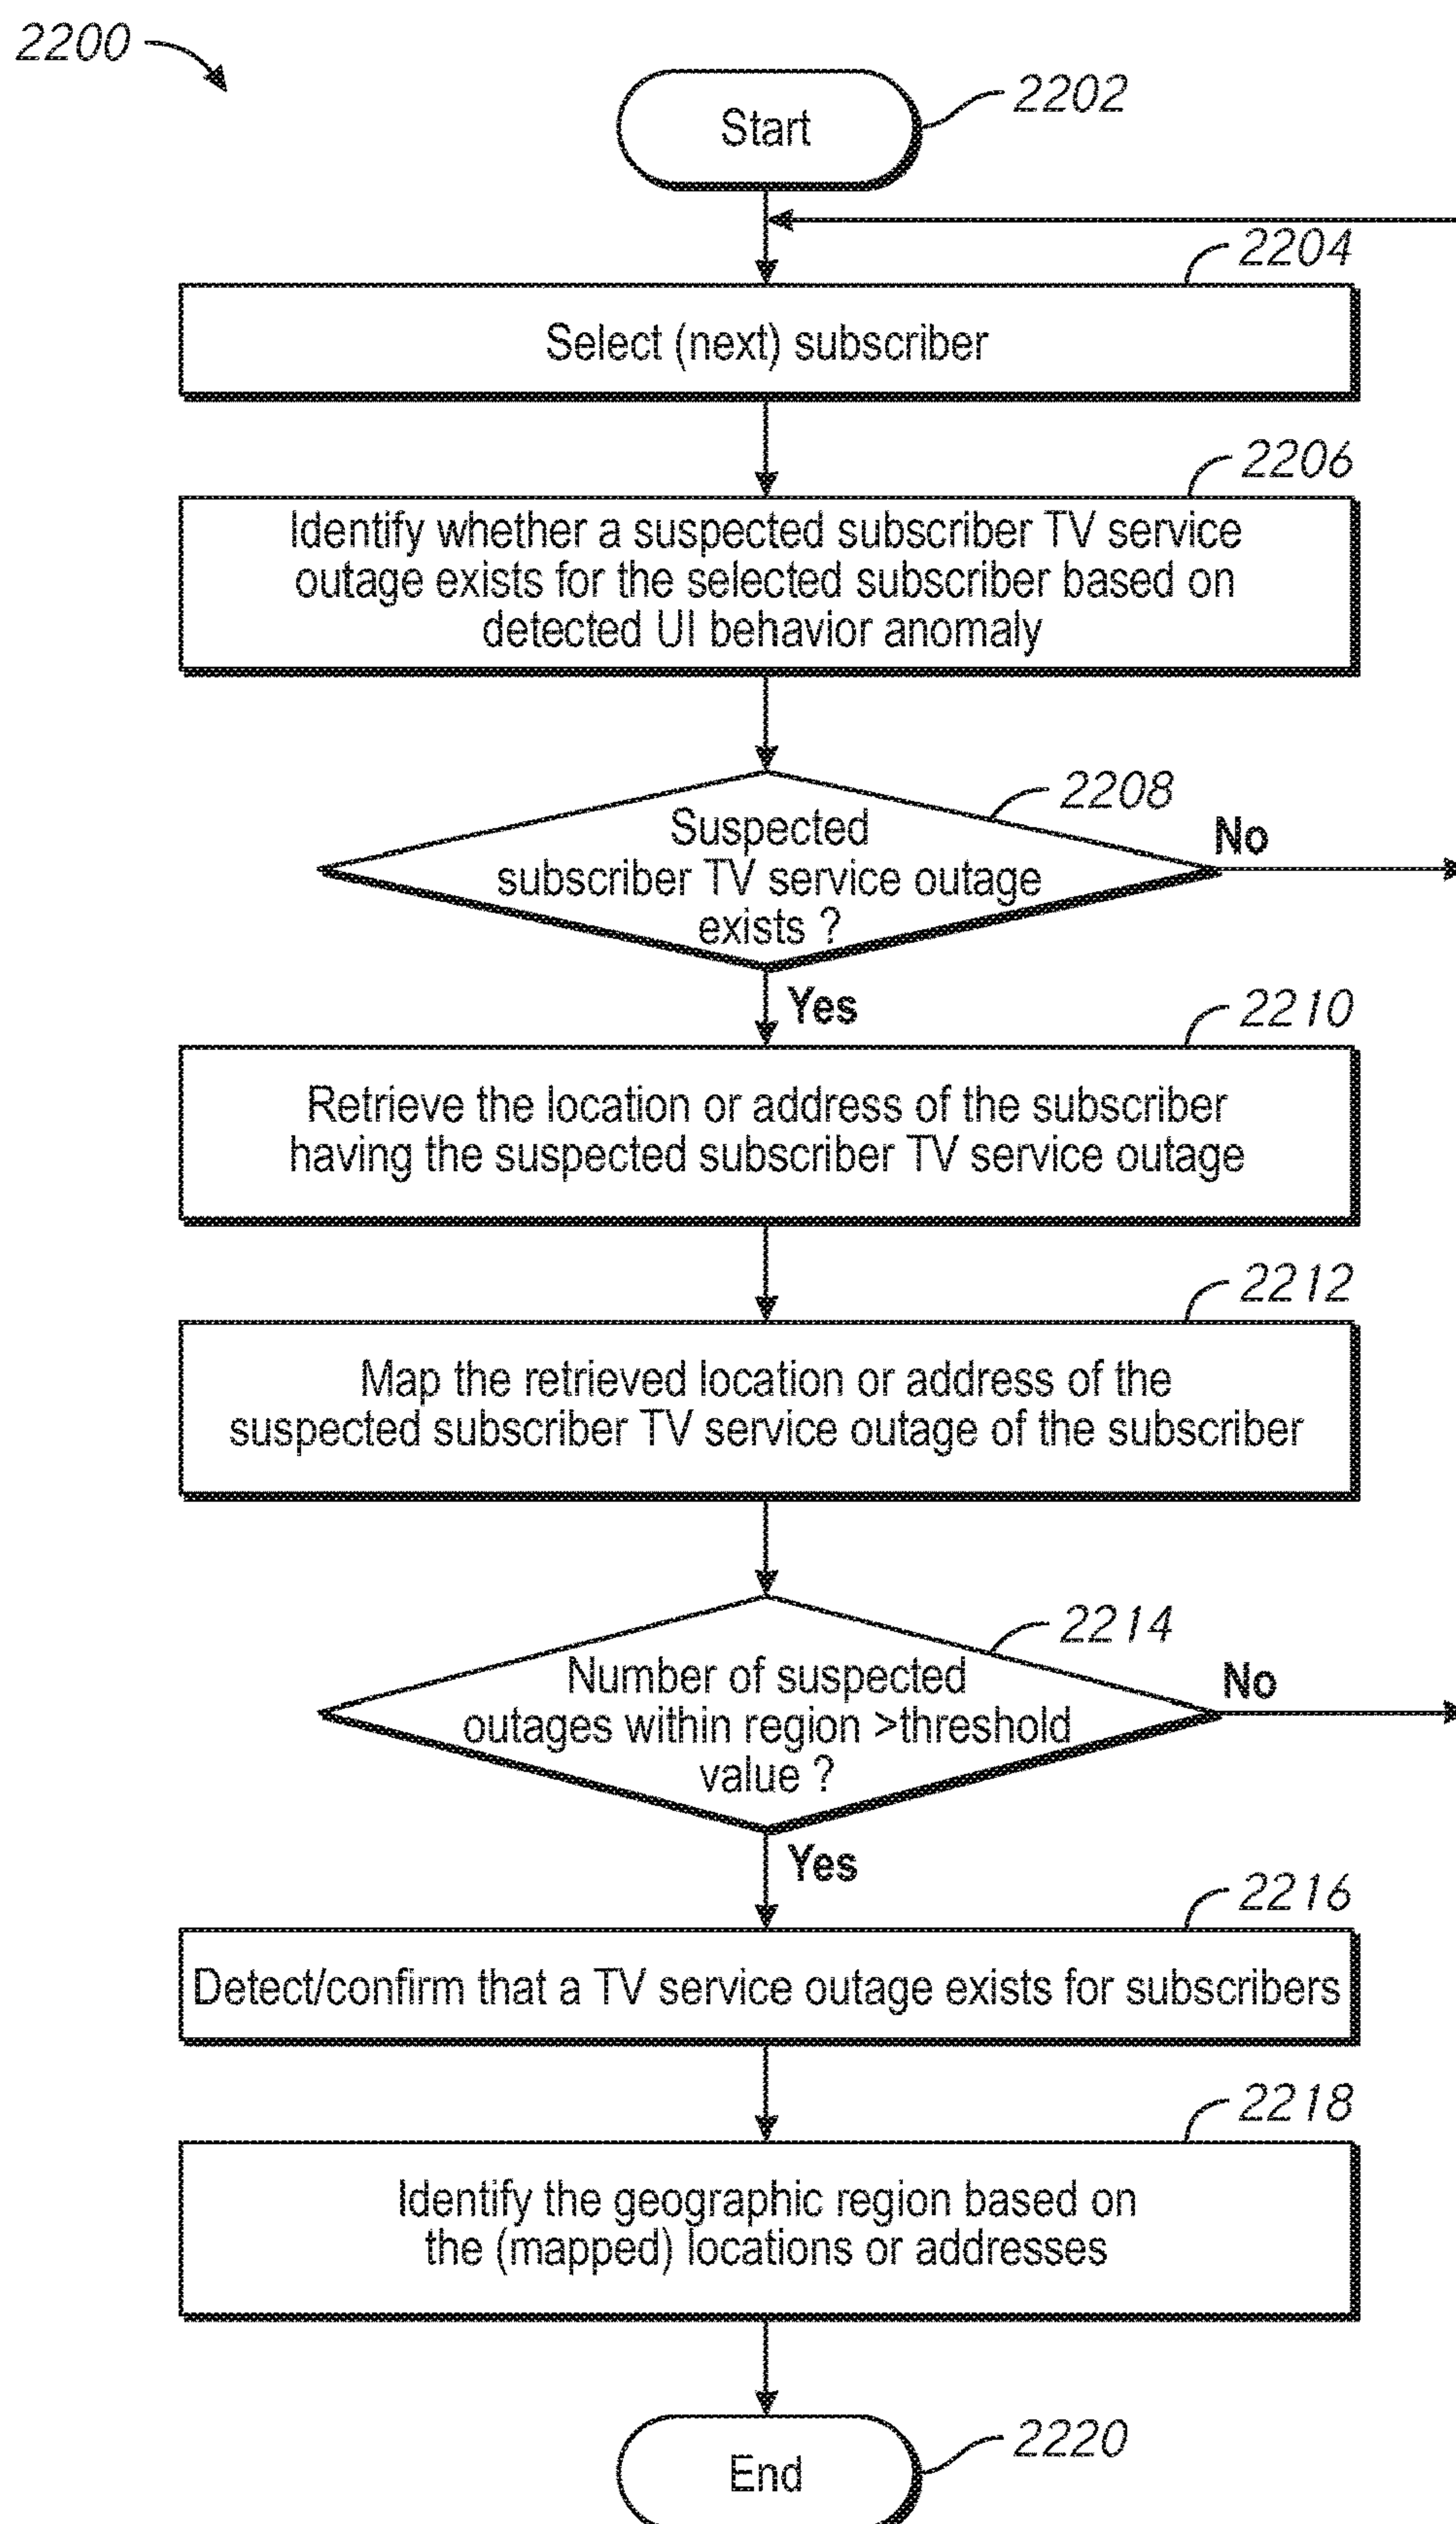 2200
Start
2202
2204
Select (next) subscriber
2206
Identify whether a suspected subscriber TV service
outage exists for the selected subscriber based on
detected UI behavior anomaly
2208
Suspected
subscriber TV service outage
exists ?
No
Yes
2210
Retrieve the location or address of the subscriber
having the suspected subscriber TV service outage
2212
Map the retrieved location or address of the
suspected subscriber TV service outage of the subscriber
2214
Number of suspected
outages within region >threshold
value ?
No
Yes
2216
Detect/confirm that a TV service outage exists for subscribers
2218
Identify the geographic region based on
the (mapped) locations or addresses
2220
End